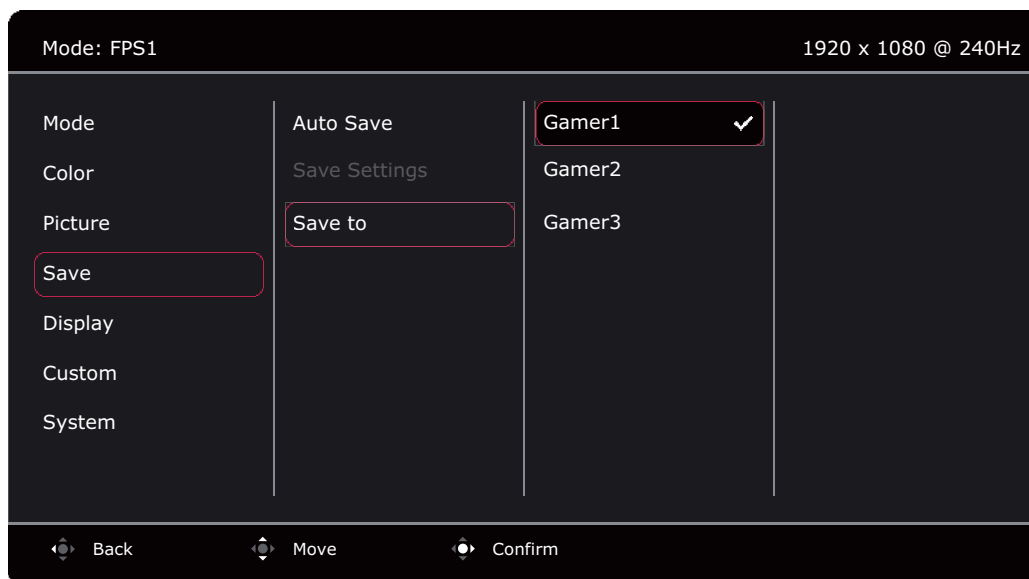 Mode: FPS1
1920 x 1080 @ 240Hz
Mode
Color
Picture
Save
Display
Custom
System
Auto Save
Save Settings
Save to
Gamer1
Gamer2
Gamer3
Back
Move
Confirm